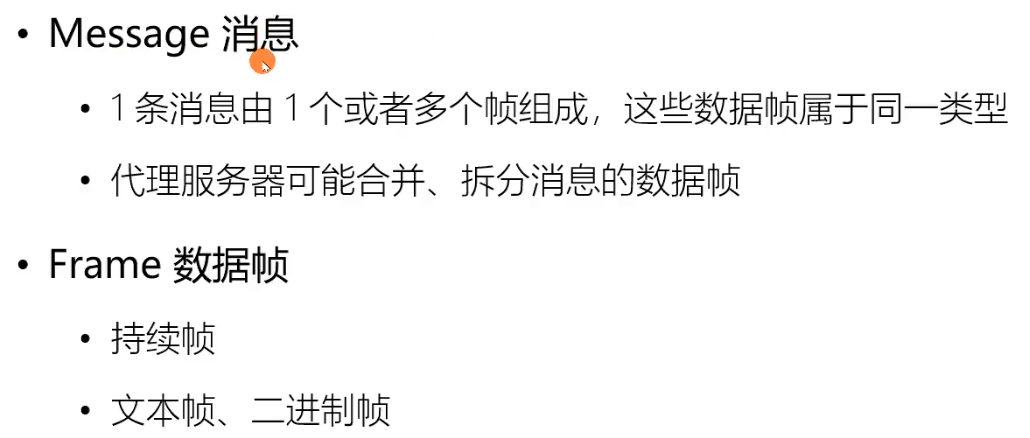 • Message 消息
• 1 条消息由 1 个或者多个帧组成，这些数据帧属于同一类型
• 代理服务器可能合并、拆分消息的数据帧
• Frame 数据帧
• 持续帧
• 文本帧、二进制帧